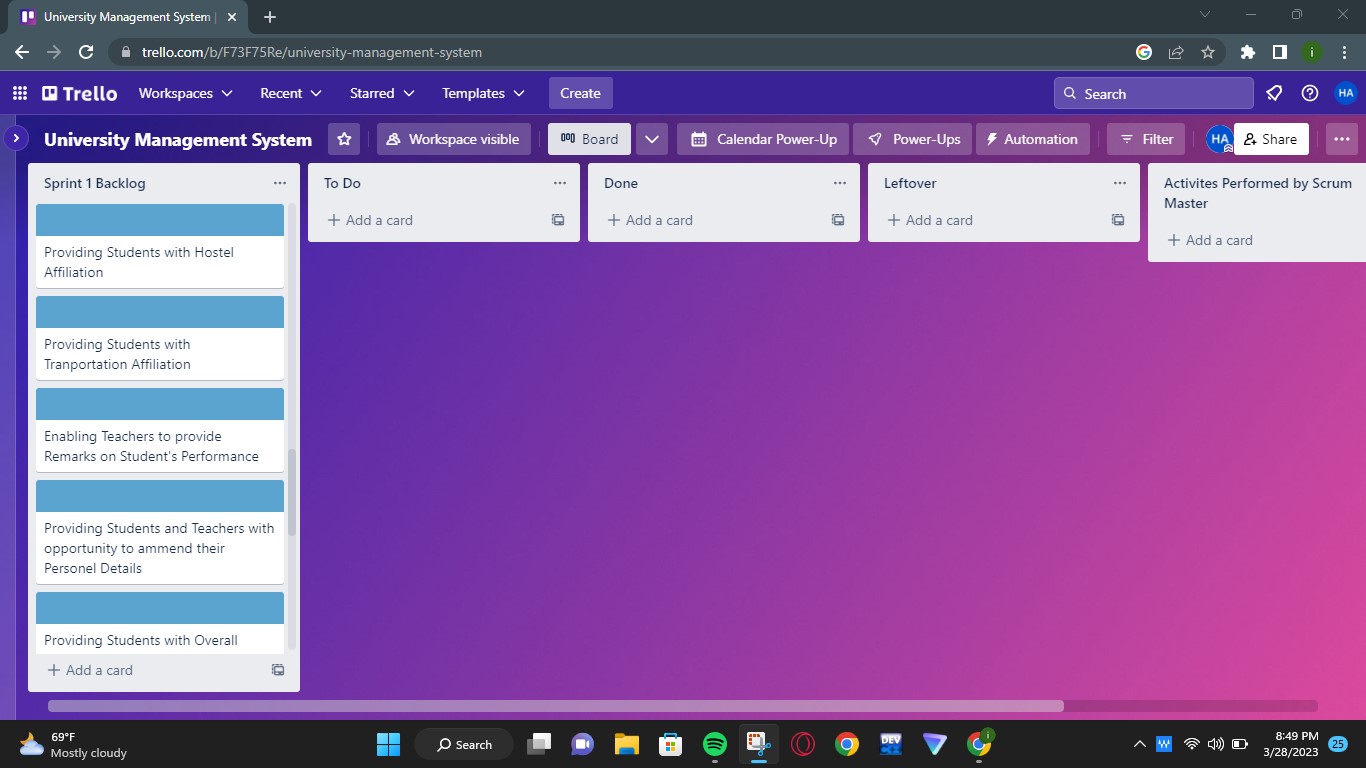 University Management System |
trello.com/b/F73F75Re/university-management-system
i
Trello
Workspaces
Recent
Starred
Templates
Create
Search
HA
University Management System
Workspace visible
Board
Calendar Power-Up
Power-Ups
Automation
Filter
HA
Share
Sprint 1 Backlog
Providing Students with Hostel
Affiliation
Providing Students with
Tranportation Affiliation
Enabling Teachers to provide
Remarks on Student's Performance
Providing Students and Teachers with
opportunity to ammend their
Personel Details
Providing Students with Overall
+ Add a card
To Do
+ Add a card
Done
+ Add a card
Leftover
+ Add a card
Activites Performed by Scrum
Master
+ Add a card
69°F
Mostly cloudy
Search
DEV
i
W
8:49 PM
3/28/2023
25